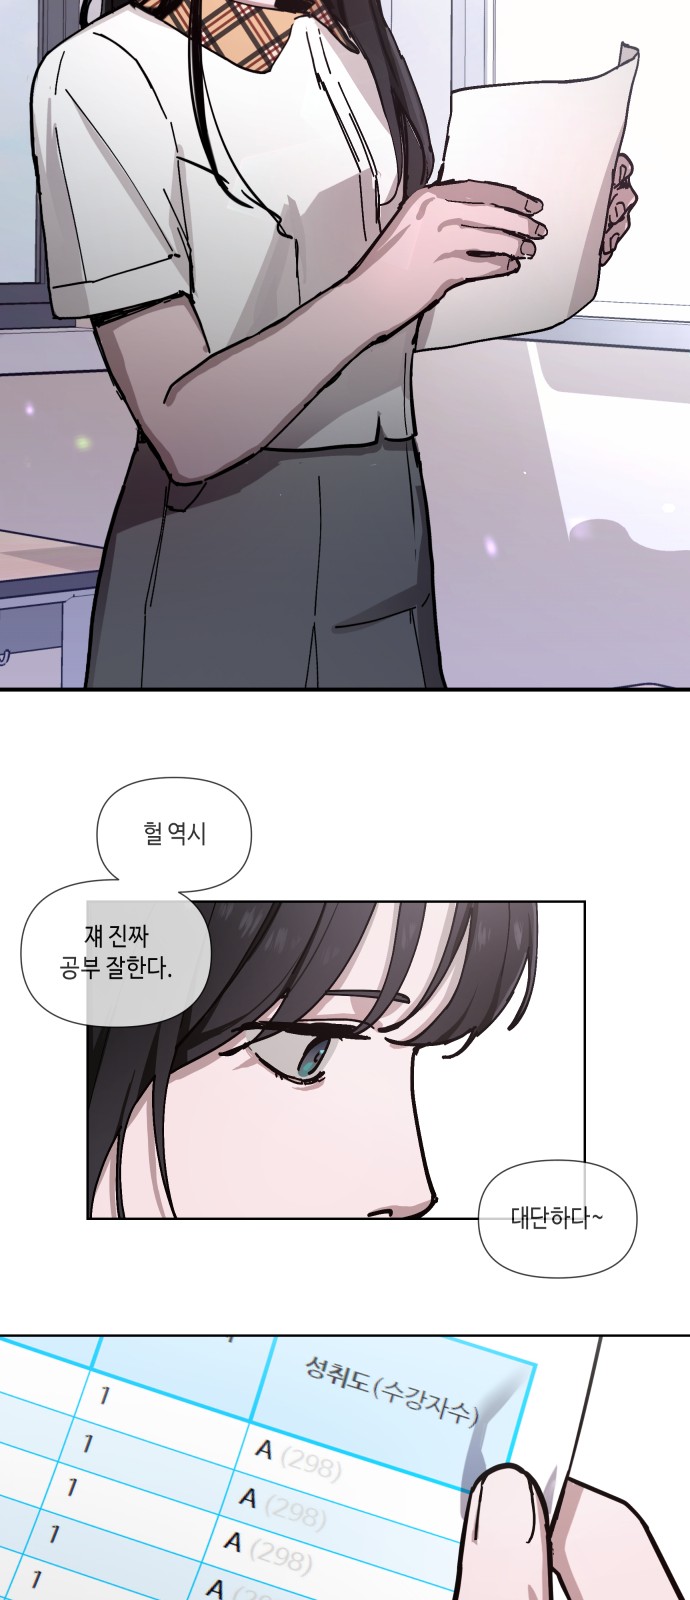 헐 역시
쟤 진짜
공부 잘한다.
대단하다~
성취도(수강자수)
1
1 A (298)
1 A (298)
1 A (298)
1 A